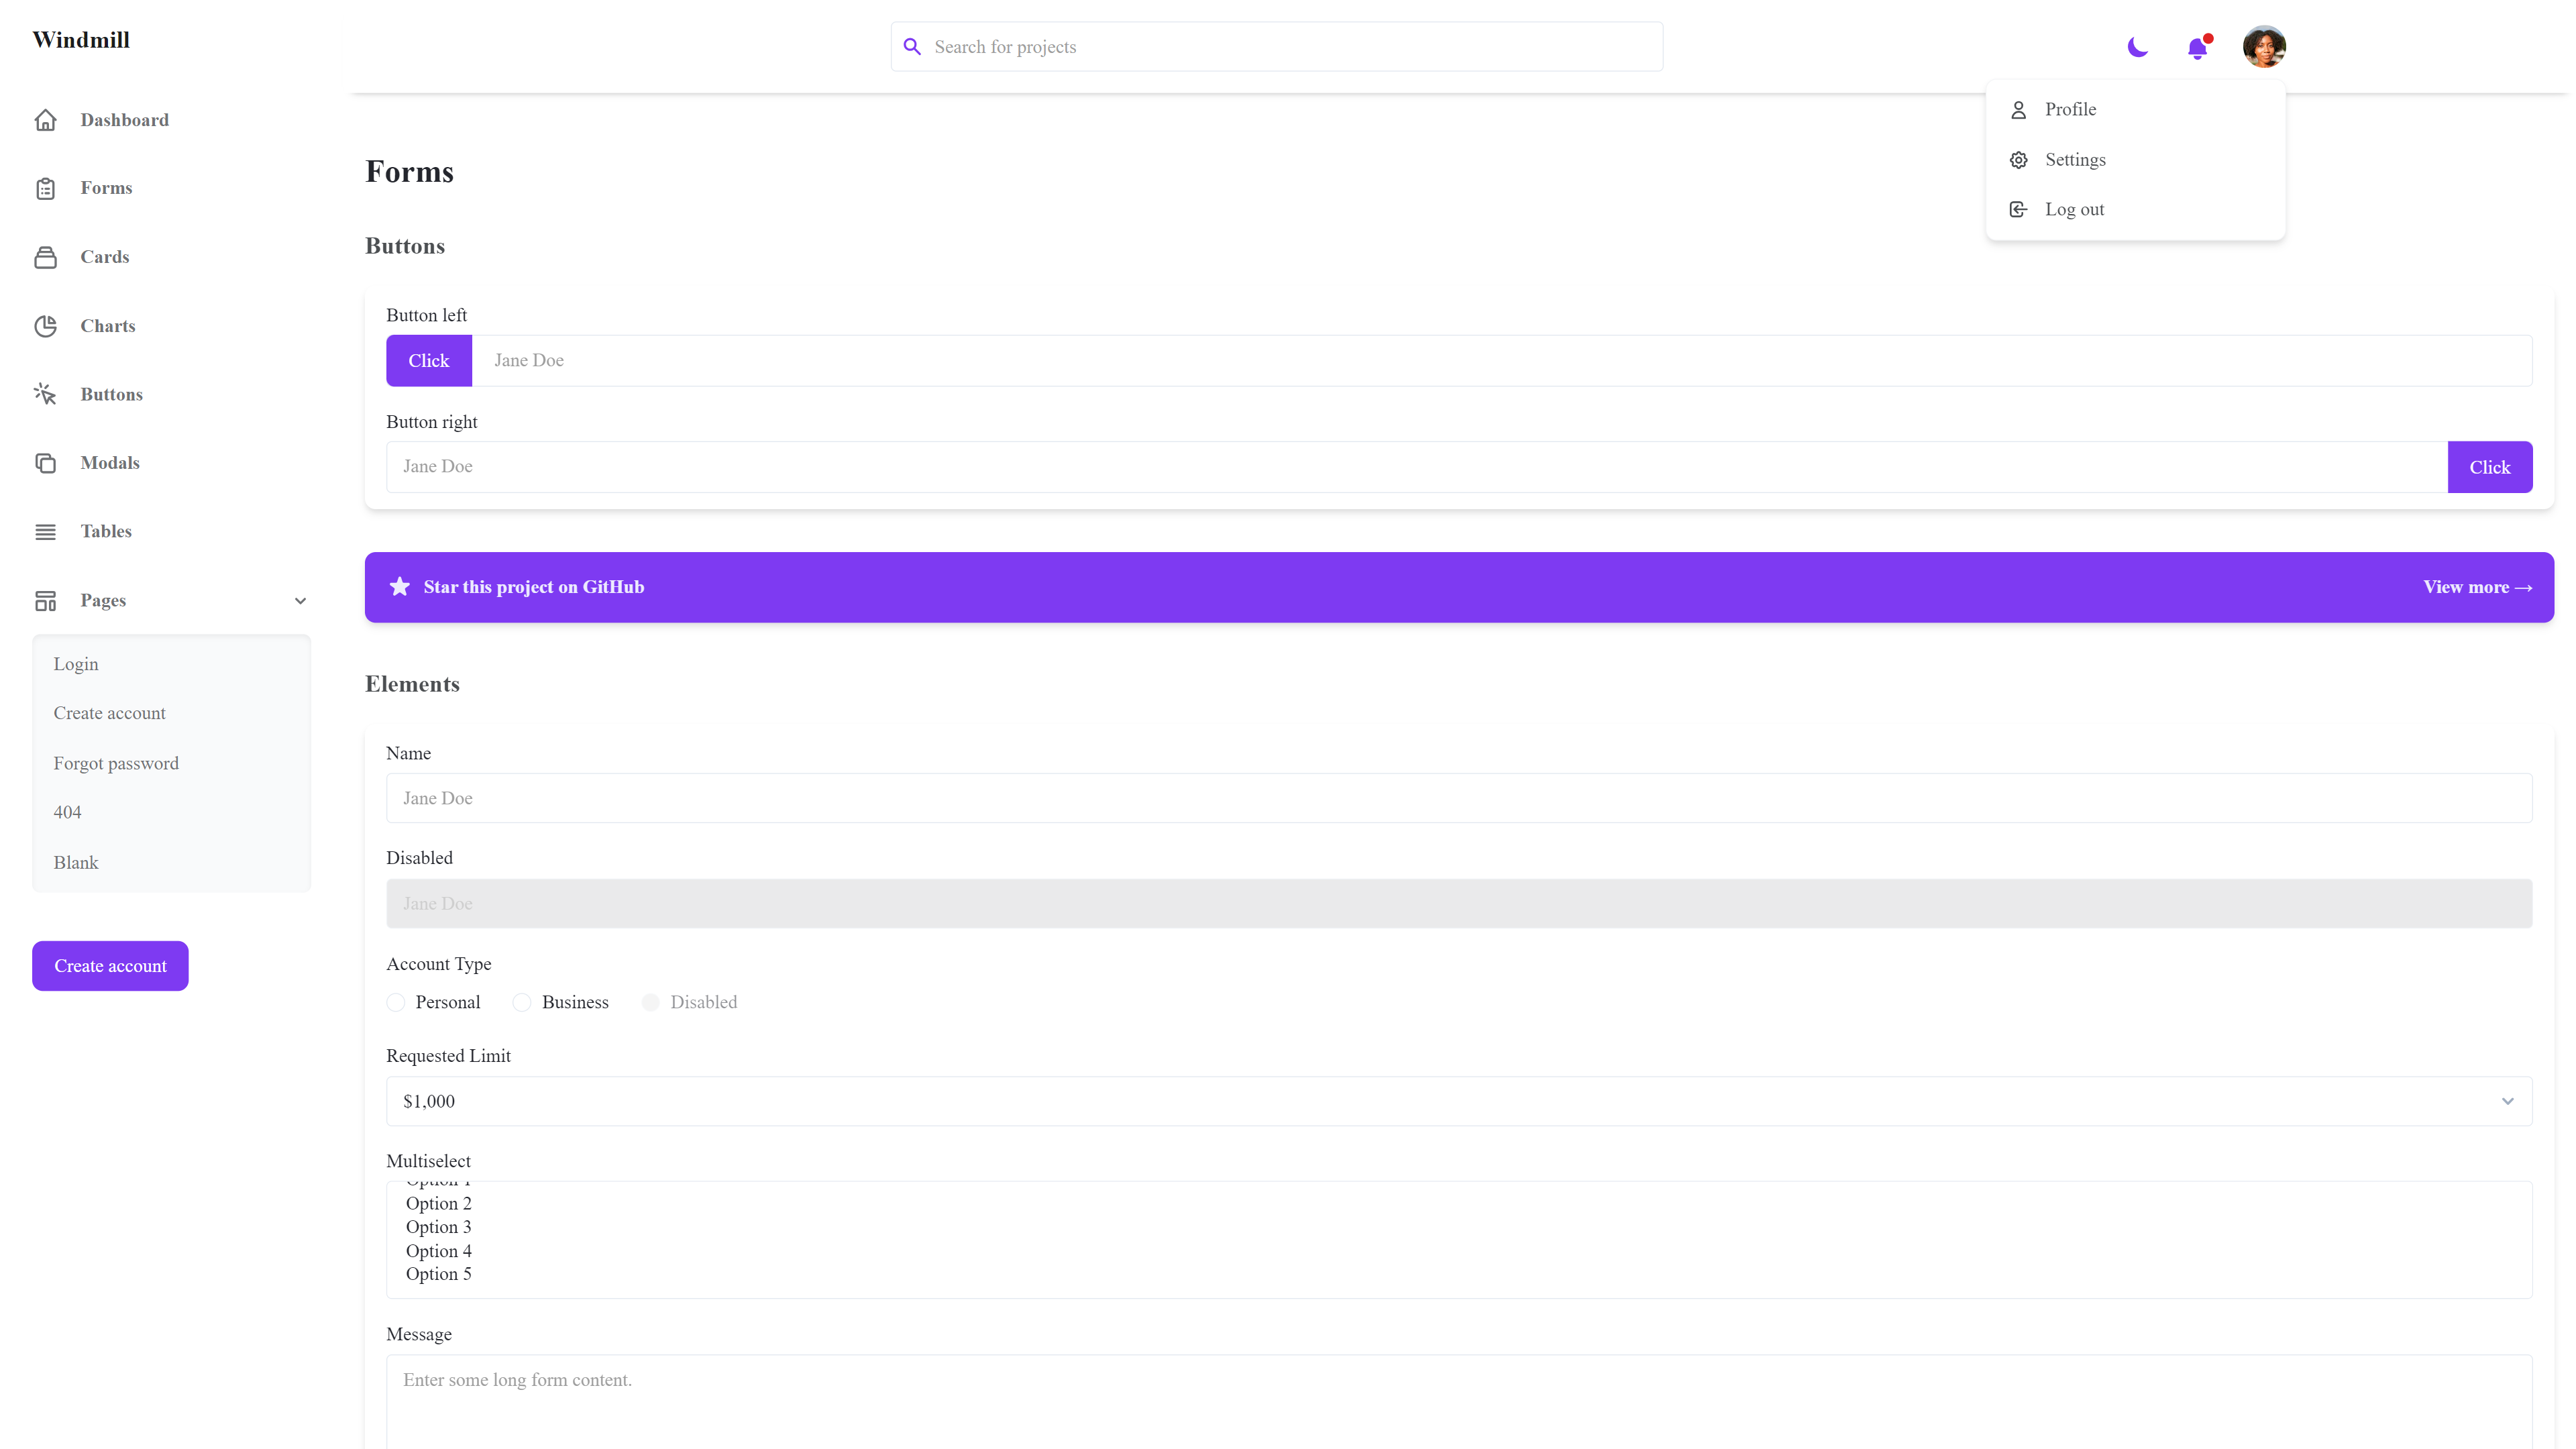 Windmill
Search for projects
Profile
Settings
Log out
Dashboard
Forms
Cards
Charts
Buttons
Modals
Tables
Pages
Login
Create account
Forgot password
404
Blank
Create account
Forms
Buttons
Button left
Click
Jane Doe
Button right
Jane Doe
Click
Star this project on GitHub
View more →
Elements
Name
Jane Doe
Disabled
Jane Doe
Account Type
Personal
Business
Disabled
Requested Limit
$1,000
Multiselect
Option 1
Option 2
Option 3
Option 4
Option 5
Message
Enter some long form content.